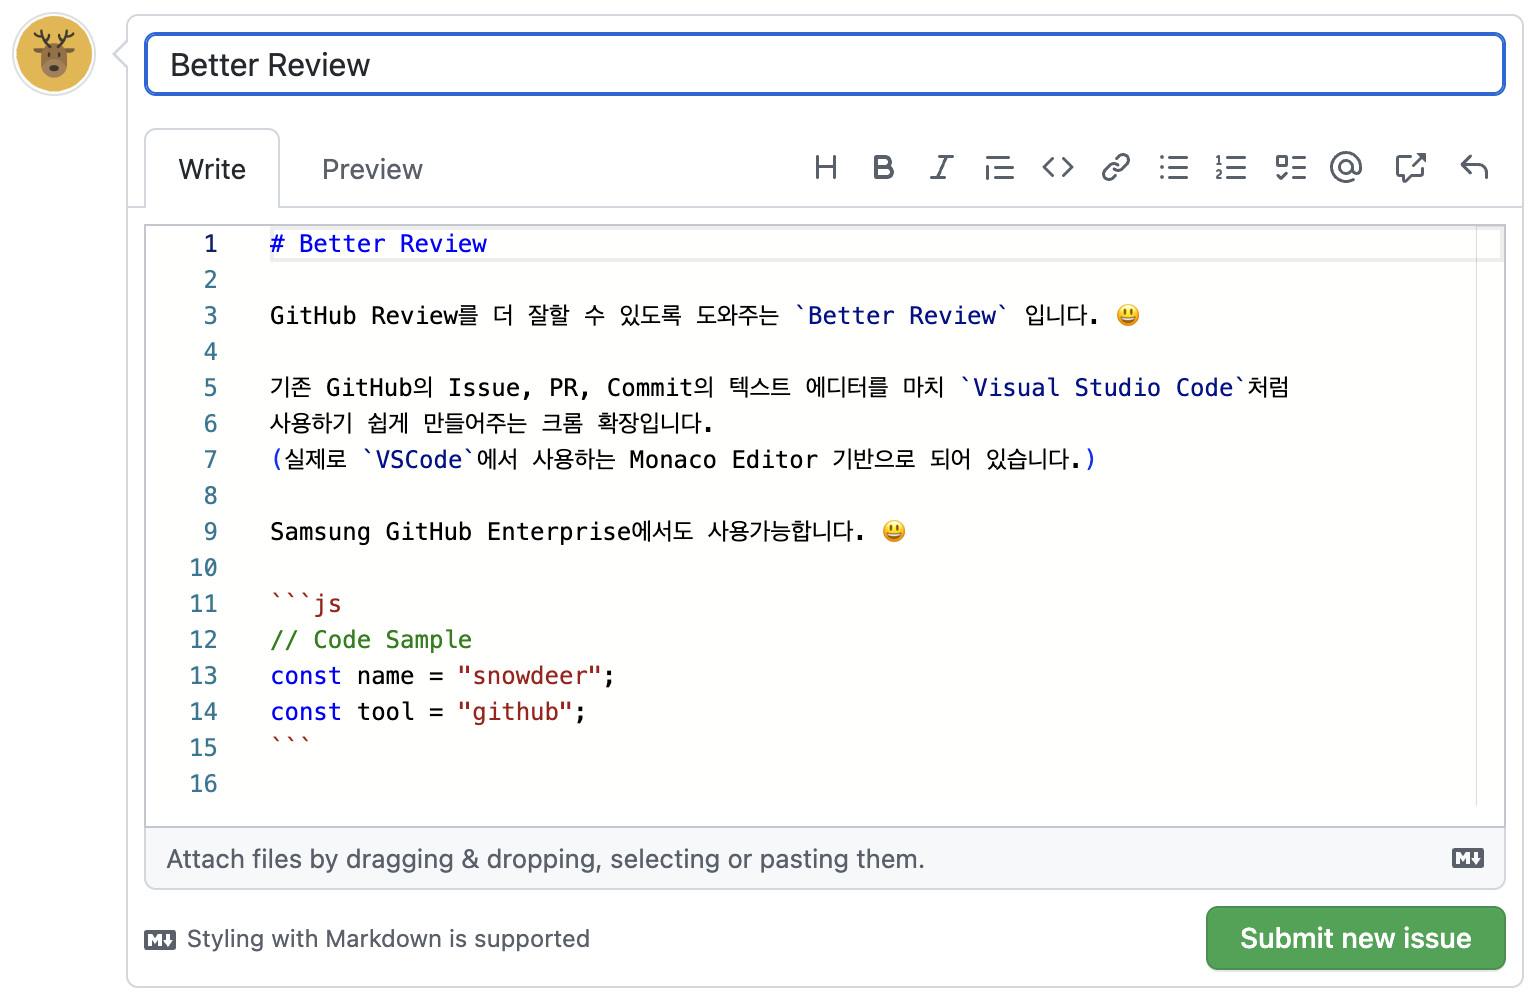 Better Review
Write Preview
1 # Better Review
2
3 GitHub Review를 더 잘할 수 있도록 도와주는 `Better Review` 입니다. 😃
4
5 기존 GitHub의 Issue, PR, Commit의 텍스트 에디터를 마치 `Visual Studio Code`처럼
6 사용하기 쉽게 만들어주는 크롬 확장입니다.
7 (실제로 `VSCode`에서 사용하는 Monaco Editor 기반으로 되어 있습니다.)
8
9 Samsung GitHub Enterprise에서도 사용가능합니다. 😃
10
11 ```js
12 // Code Sample
13 const name = "snowdeer";
14 const tool = "github";
15 ```
16
Attach files by dragging & dropping, selecting or pasting them.
Styling with Markdown is supported
Submit new issue